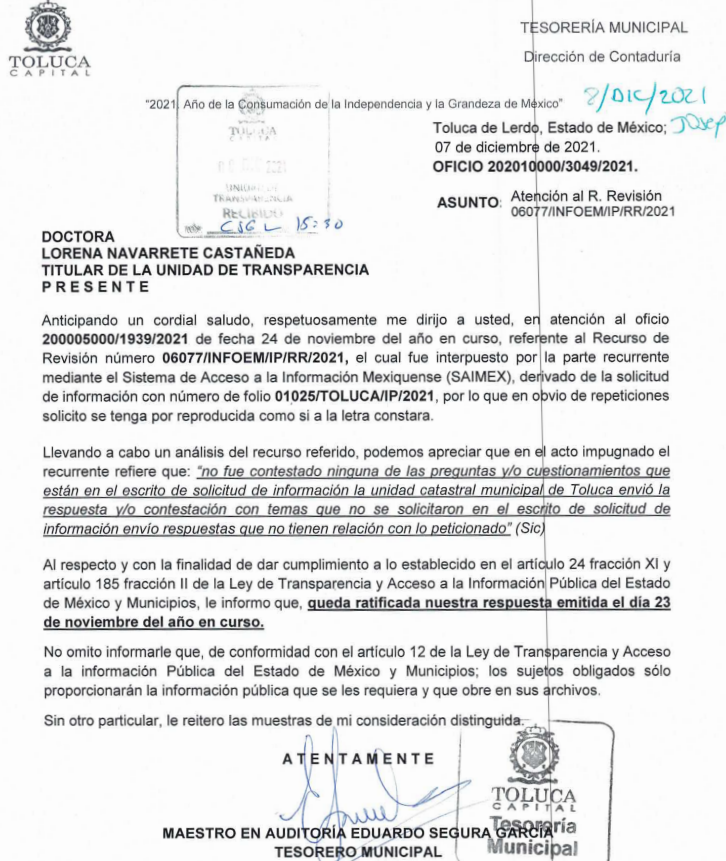 TOLUCA
CAPITAL
TESORERÍA MUNICIPAL
Dirección de Contaduría
"2021. Año de la Consumación de la Independencia y la Grandeza de México"
8/DIC/2021
Josep
Toluca de Lerdo, Estado de México;
07 de diciembre de 2021.
OFICIO 202010000/3049/2021.
TOLUCA
2021
UNIDAD DE
TRANSPARENCIA
RECIBIDO
15:30
ASUNTO: Atención al R. Revisión
06077/INFOEM/IP/RR/2021
DOCTORA
LORENA NAVARRETE CASTAÑEDA
TITULAR DE LA UNIDAD DE TRANSPARENCIA
P R E S E N T E
Anticipando un cordial saludo, respetuosamente me dirijo a usted, en atención al oficio
200005000/1939/2021 de fecha 24 de noviembre del año en curso, referente al Recurso de
Revisión número 06077/INFOEM/IP/RR/2021, el cual fue interpuesto por la parte recurrente
mediante el Sistema de Acceso a la Información Mexiquense (SAIMEX), derivado de la solicitud
de información con número de folio 01025/TOLUCA/IP/2021, por lo que en obvio de repeticiones
solicito se tenga por reproducida como si a la letra constara.
Llevando a cabo un análisis del recurso referido, podemos apreciar que en el acto impugnado el
recurrente refiere que: "no fue contestado ninguna de las preguntas y/o cuestionamientos que
están en el escrito de solicitud de información la unidad catastral municipal de Toluca envió la
respuesta y/o contestación con temas que no se solicitaron en el escrito de solicitud de
información envío respuestas que no tienen relación con lo peticionado" (Sic)
Al respecto y con la finalidad de dar cumplimiento a lo establecido en el artículo 24 fracción XI y
artículo 185 fracción II de la Ley de Transparencia y Acceso a la Información Pública del Estado
de México y Municipios, le informo que, queda ratificada nuestra respuesta emitida el día 23
de noviembre del año en curso.
No omito informarle que, de conformidad con el artículo 12 de la Ley de Transparencia y Acceso
a la información Pública del Estado de México y Municipios; los sujetos obligados sólo
proporcionarán la información pública que se les requiera y que obre en sus archivos.
Sin otro particular, le reitero las muestras de mi consideración distinguida.
A T E N T A M E N T E
TOLUCA
CAPITAL
Tesorería
Municipal
MAESTRO EN AUDITORÍA EDUARDO SEGURA GARCÍA
TESORERO MUNICIPAL